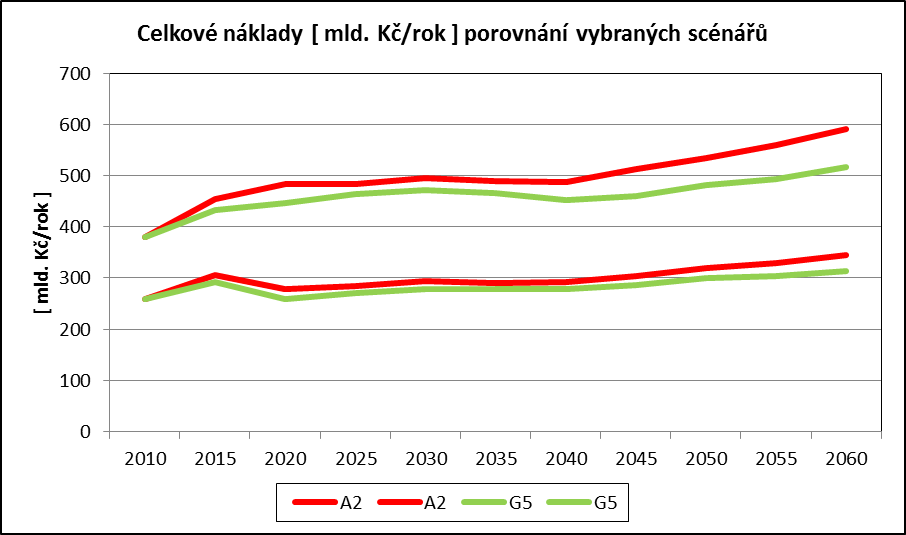 Celkové náklady [ mld. Kč/rok ] porovnání vybraných scénářů
[ mld. Kč/rok ]
700
600
500
400
300
200
100
0
2010 2015 2020 2025 2030 2035 2040 2045 2050 2055 2060
A2 A2 G5 G5